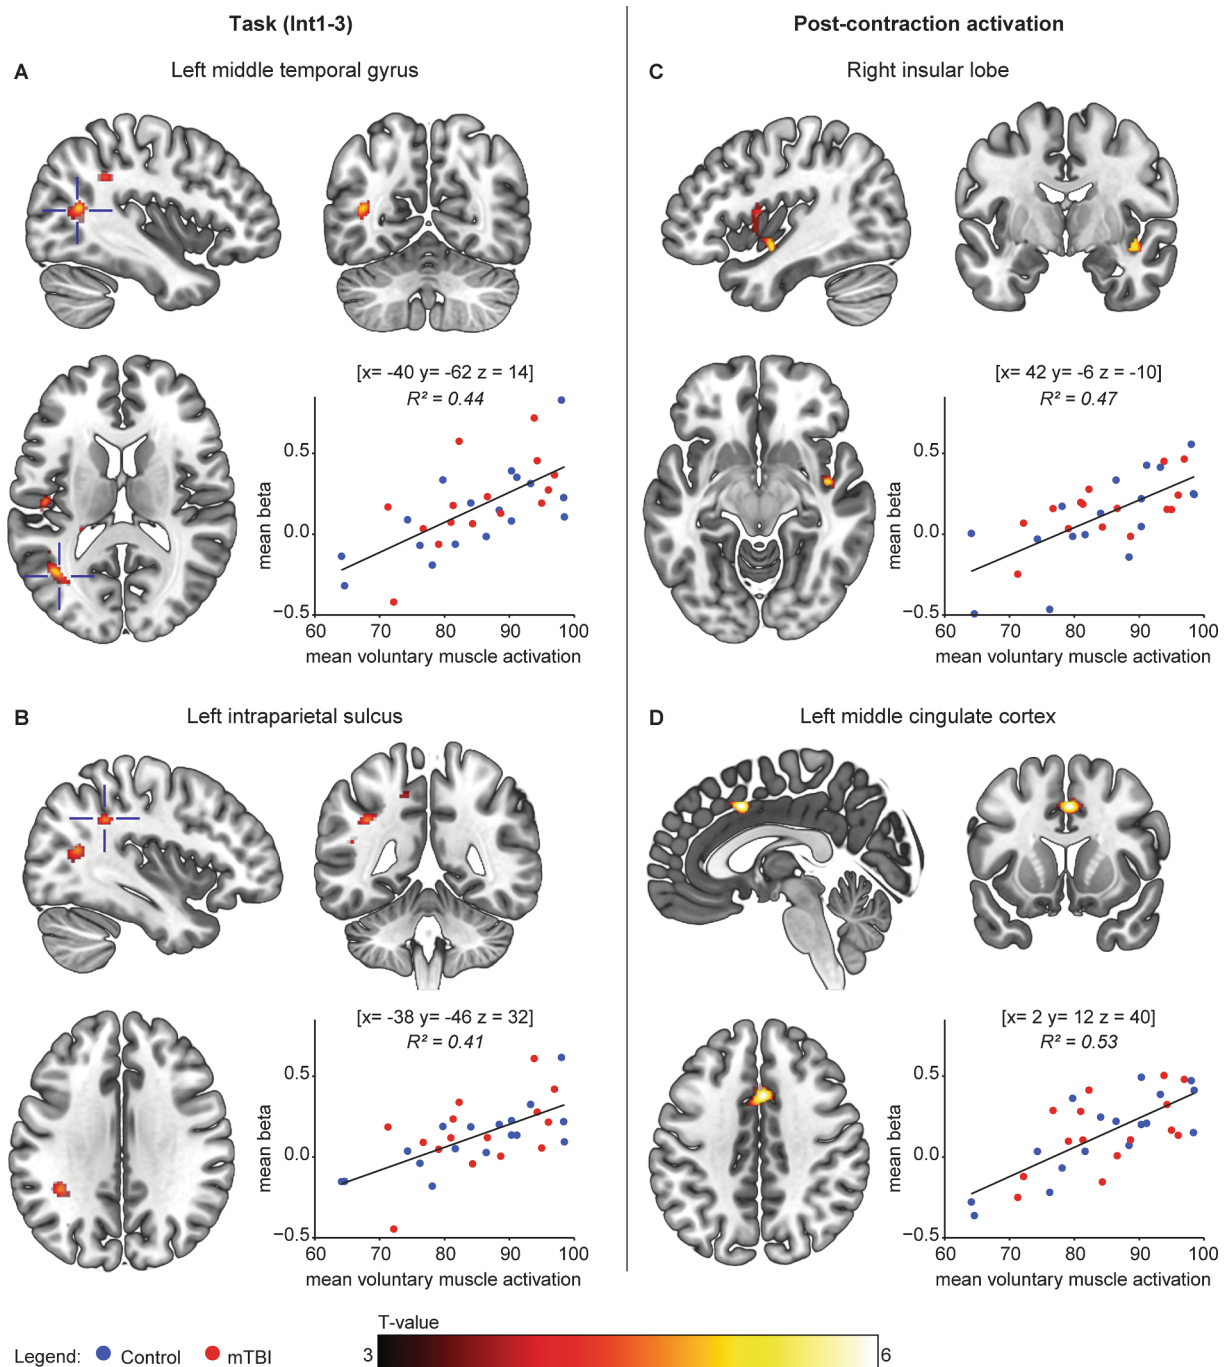 Task (Int1-3)
Post-contraction activation
A
Left middle temporal gyrus
[x= -40 y= -62 z = 14]
R² = 0.44
0.5
0.0
−0.5
mean beta
60 70 80 90 100
mean voluntary muscle activation
C
Right insular lobe
[x= 42 y= -6 z = -10]
R² = 0.47
0.5
0.0
−0.5
mean beta
60 70 80 90 100
mean voluntary muscle activation
B
Left intraparietal sulcus
[x= -38 y= -46 z = 32]
R² = 0.41
0.5
0.0
−0.5
mean beta
60 70 80 90 100
mean voluntary muscle activation
D
Left middle cingulate cortex
[x= 2 y= 12 z = 40]
R² = 0.53
0.5
0.0
−0.5
mean beta
60 70 80 90 100
mean voluntary muscle activation
Legend: Control mTBI
T-value
3 6